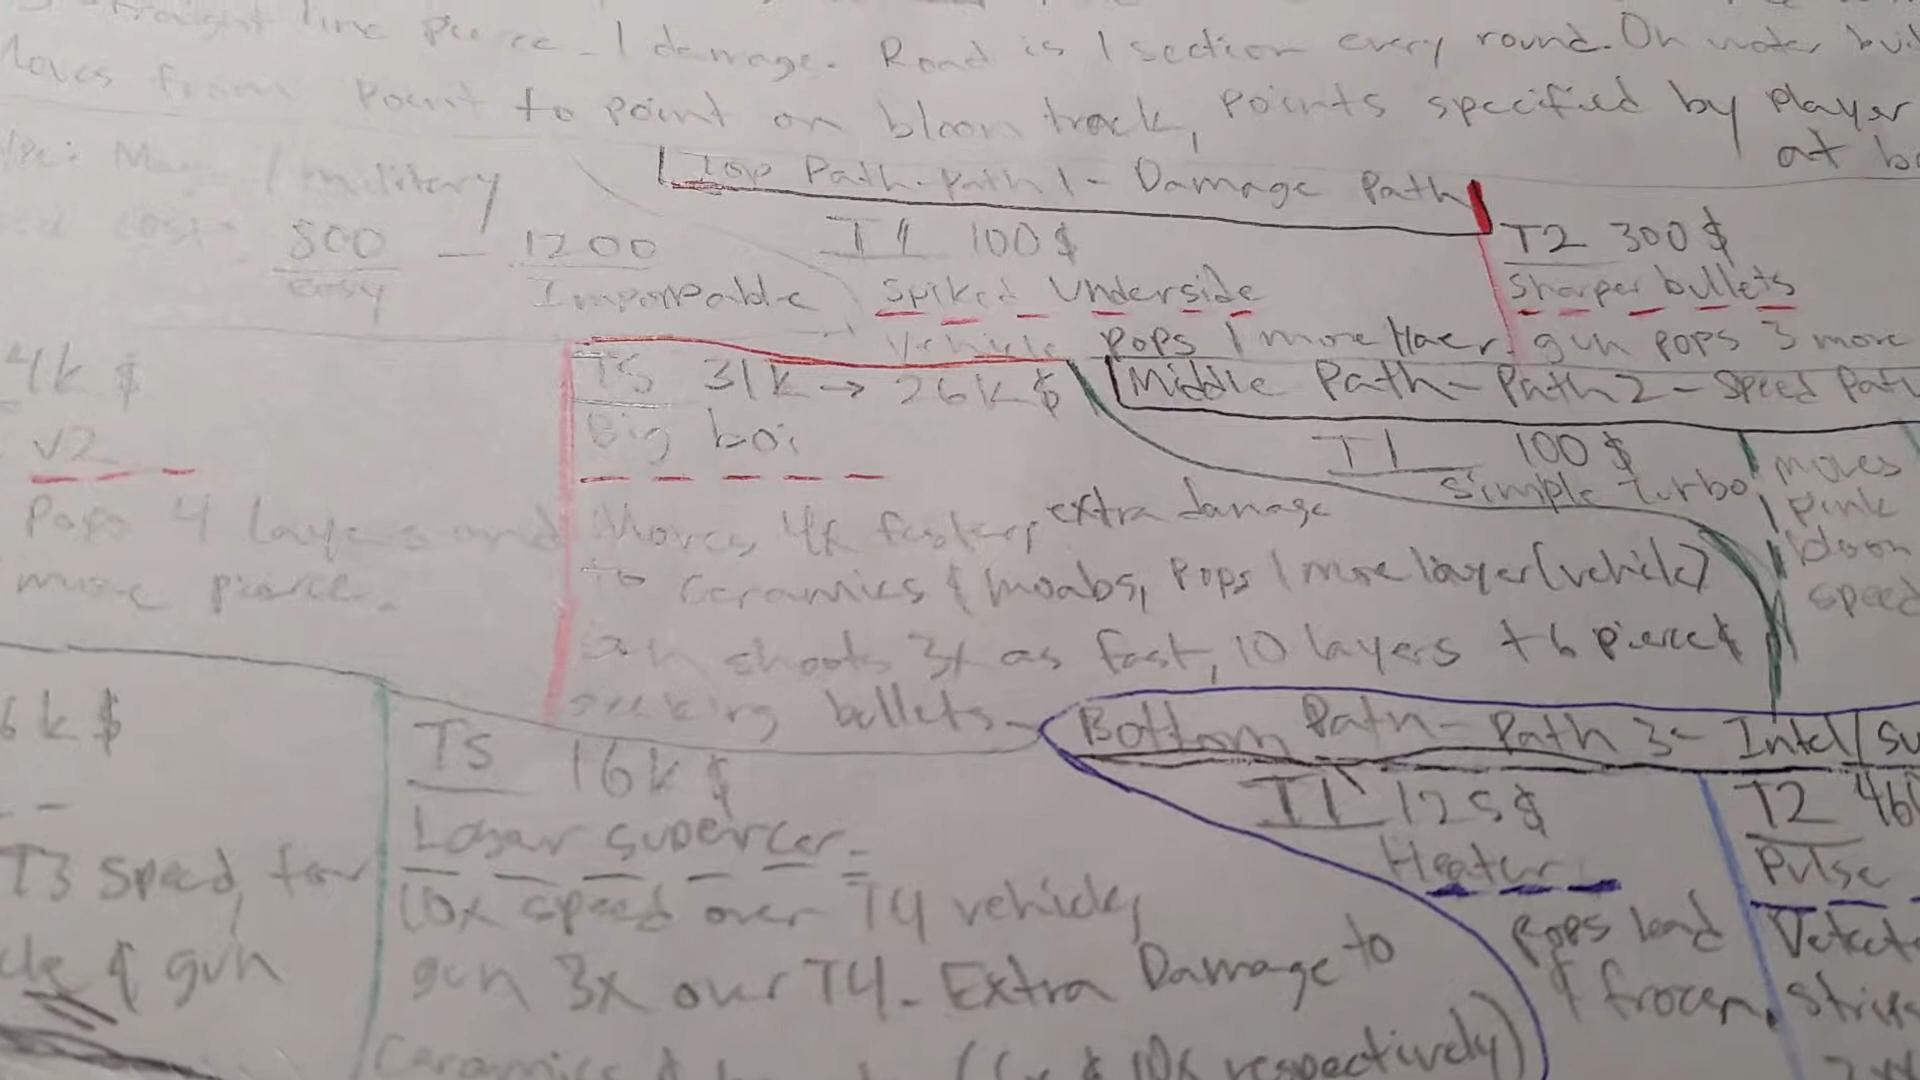 straight line pierce - 1 damage. Road is 1 section every round. On water
Moves from point to point on bloon track, points specified by player
at
/ military
Top Path - path 1 - Damage Path
cost:
800 - 1200
easy Impoppable
T1 100$
Spiked Underside
vehicle pops 1 more
T2 300$
Sharper bullets
gun pops 3 more
4k$
v2
Pops 4 layers and
more pierce.
T5 31k → 26k$
Big boi
Moves 4x faster, extra damage
to ceramics & moabs, pops 1 more layer (vehicle)
shoots 3x as fast, 10 layers + 6 pierce &
seeking bullets
Middle Path - Path 2 - Speed Path
T1 100$
simple turbo
moves
pink
bloon
speed
6k$
T3 speed for
& gun
T5 16k$
Laser supercar
10x speed over T4 vehicle,
gun 3x over T4. Extra Damage to
Ceramics & (& 10x respectively)
Bottom Path - Path 3 - Intel/
T1 125$
Heater
Pops lead
& frozen.
T2
Pulse